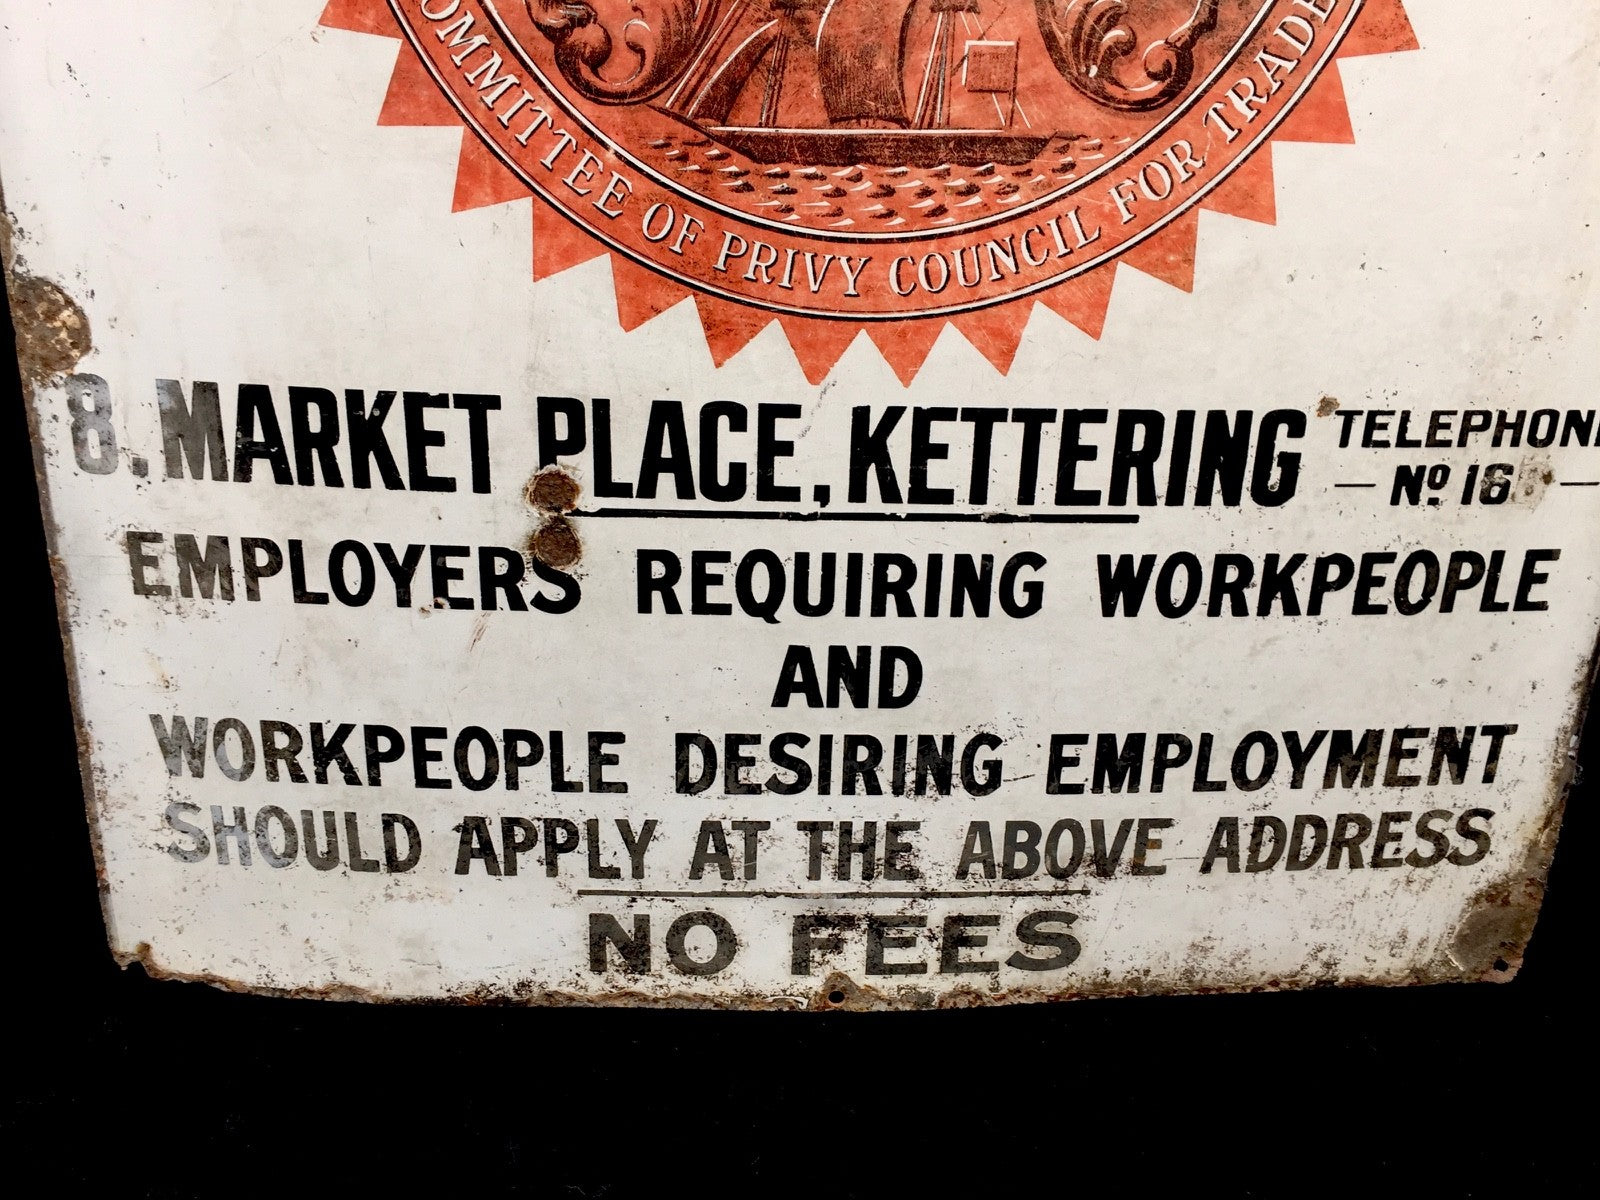 COMMITTEE OF PRIVY COUNCIL FOR TRADE
8. MARKET PLACE, KETTERING
TELEPHONE
Nº 16
EMPLOYERS REQUIRING WORKPEOPLE
AND
WORKPEOPLE DESIRING EMPLOYMENT
SHOULD APPLY AT THE ABOVE ADDRESS
NO FEES